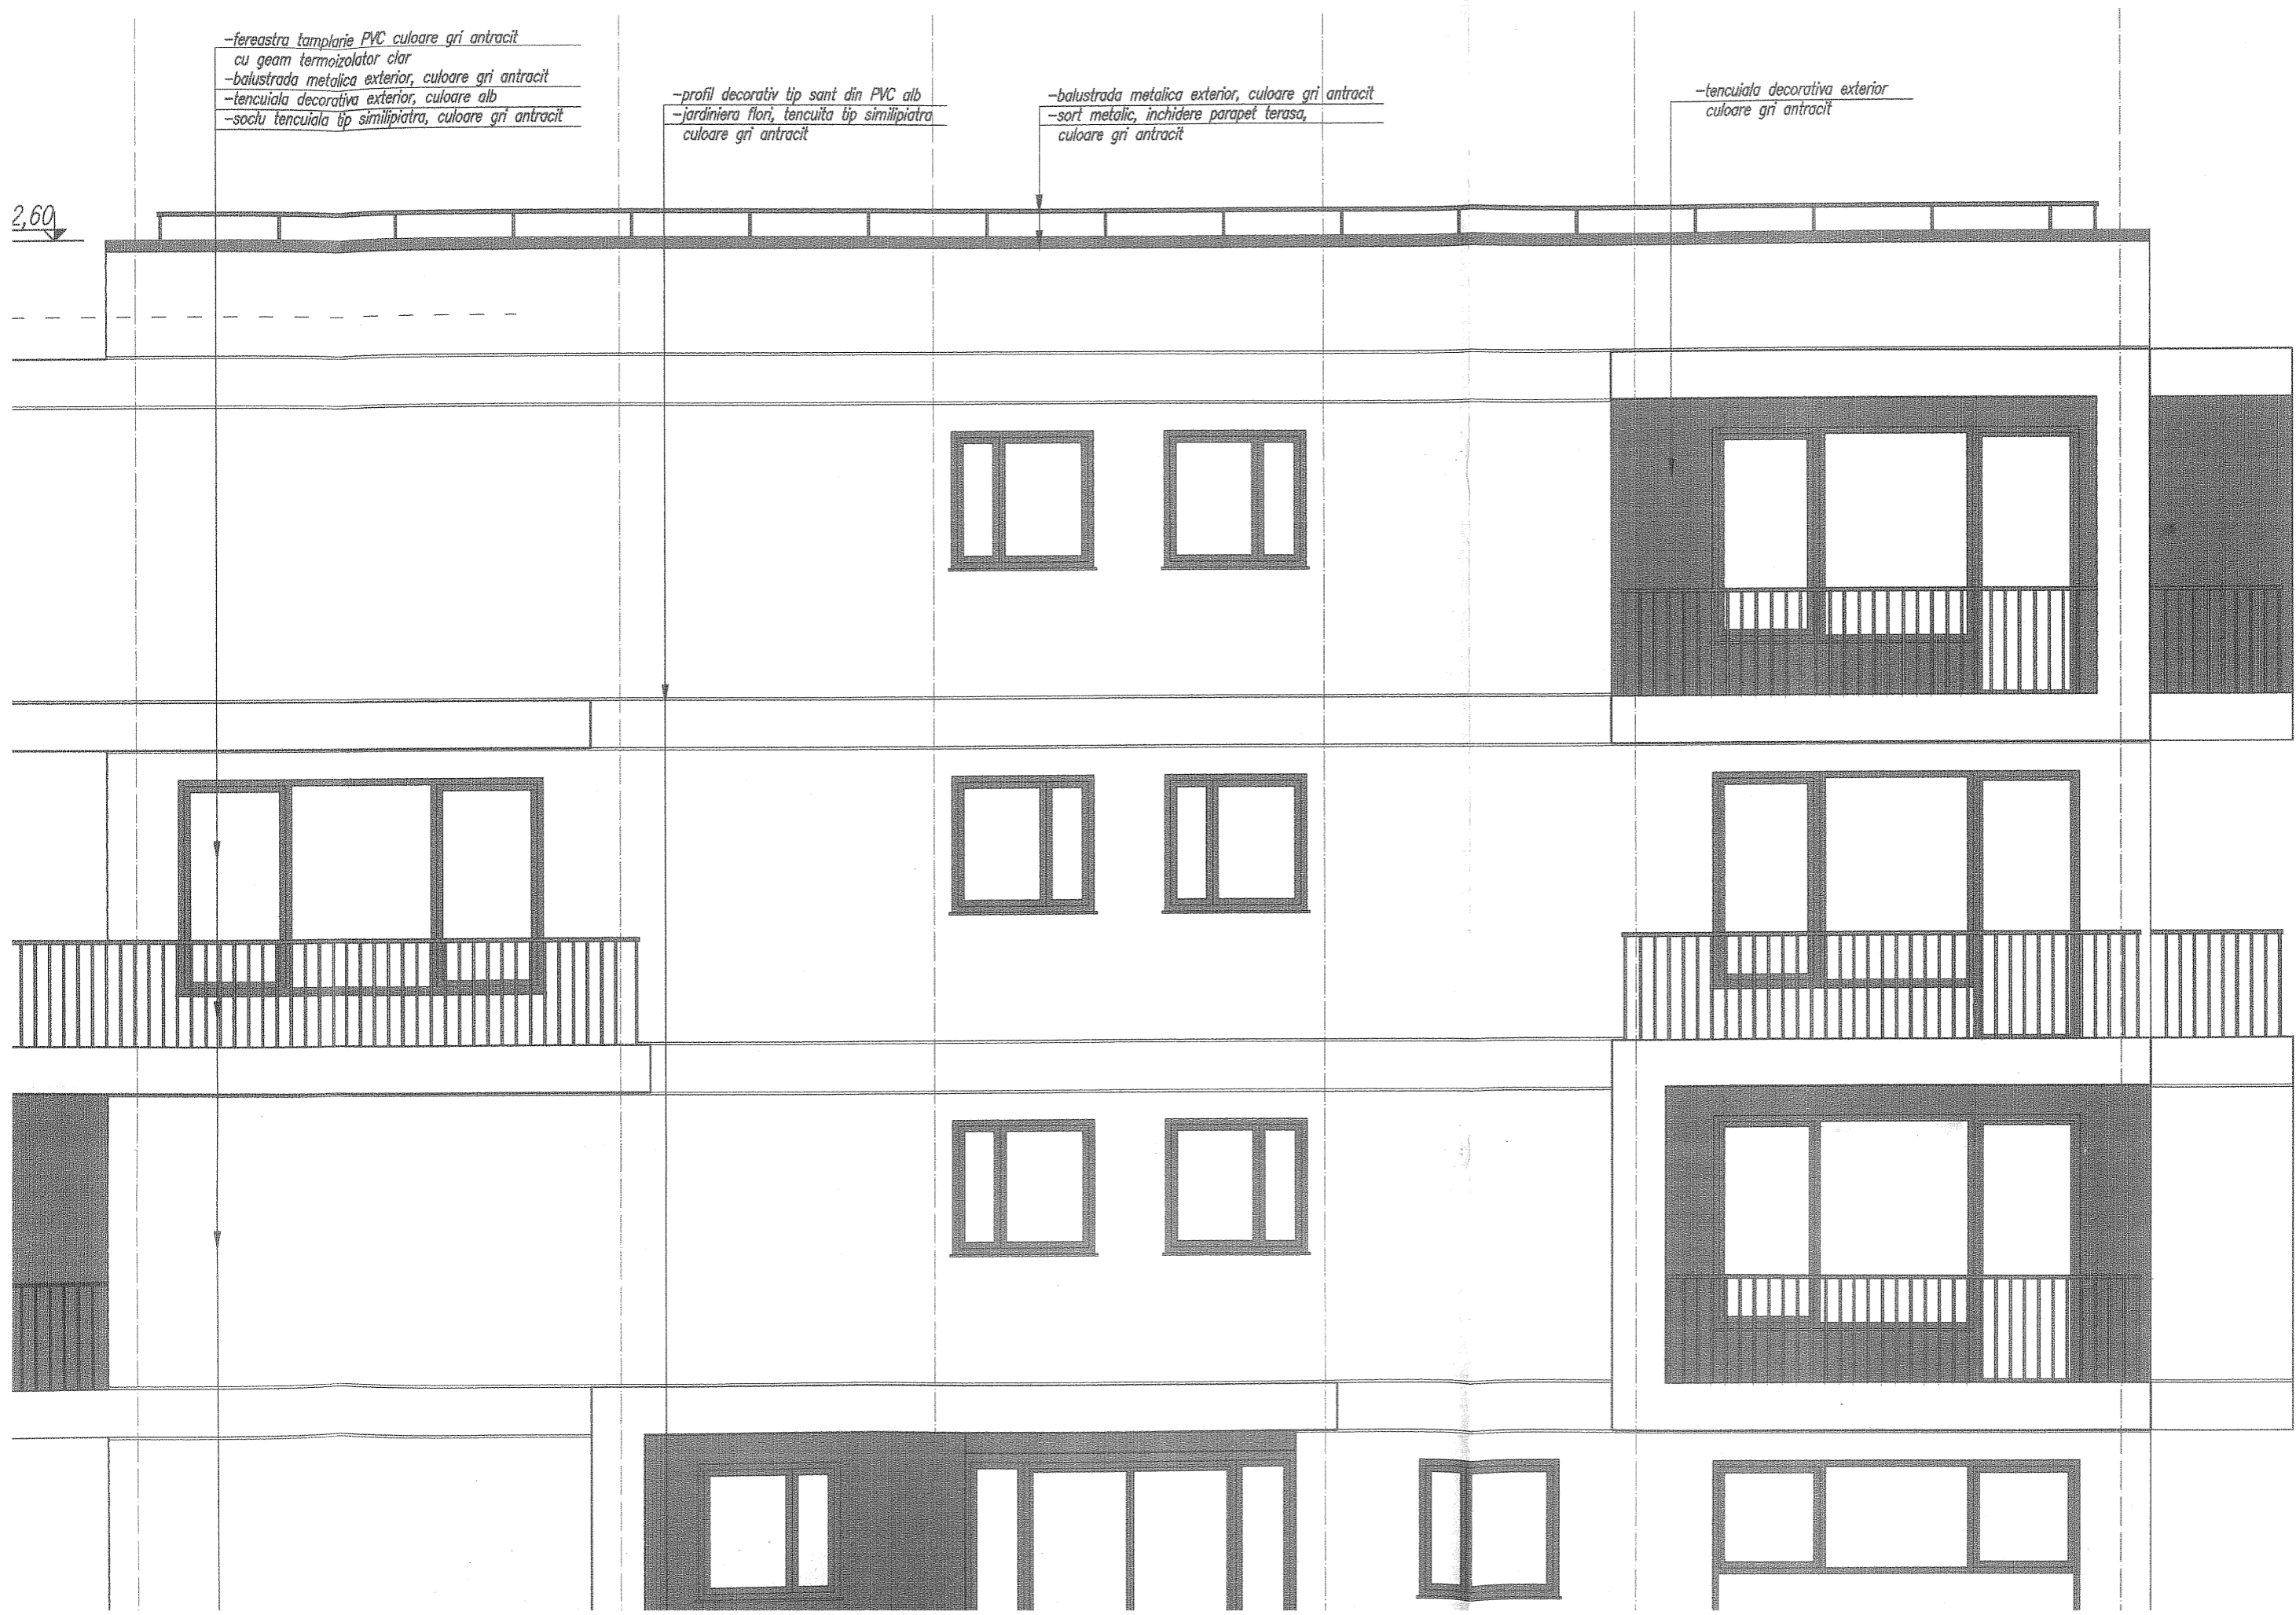 -fereastra tamplarie PVC culoare gri antracit
cu geam termoizolator clar
-balustrada metalica exterior, culoare gri antracit
-tencuiala decorativa exterior, culoare alb
-soclu tencuiala tip similipiatra, culoare gri antracit
-profil decorativ tip sant din PVC alb
-jardiniera flori, tencuita tip similipiatra
culoare gri antracit
-balustrada metalica exterior, culoare gri antracit
-sort metalic, inchidere parapet terasa,
culoare gri antracit
-tencuiala decorativa exterior
culoare gri antracit
2,60